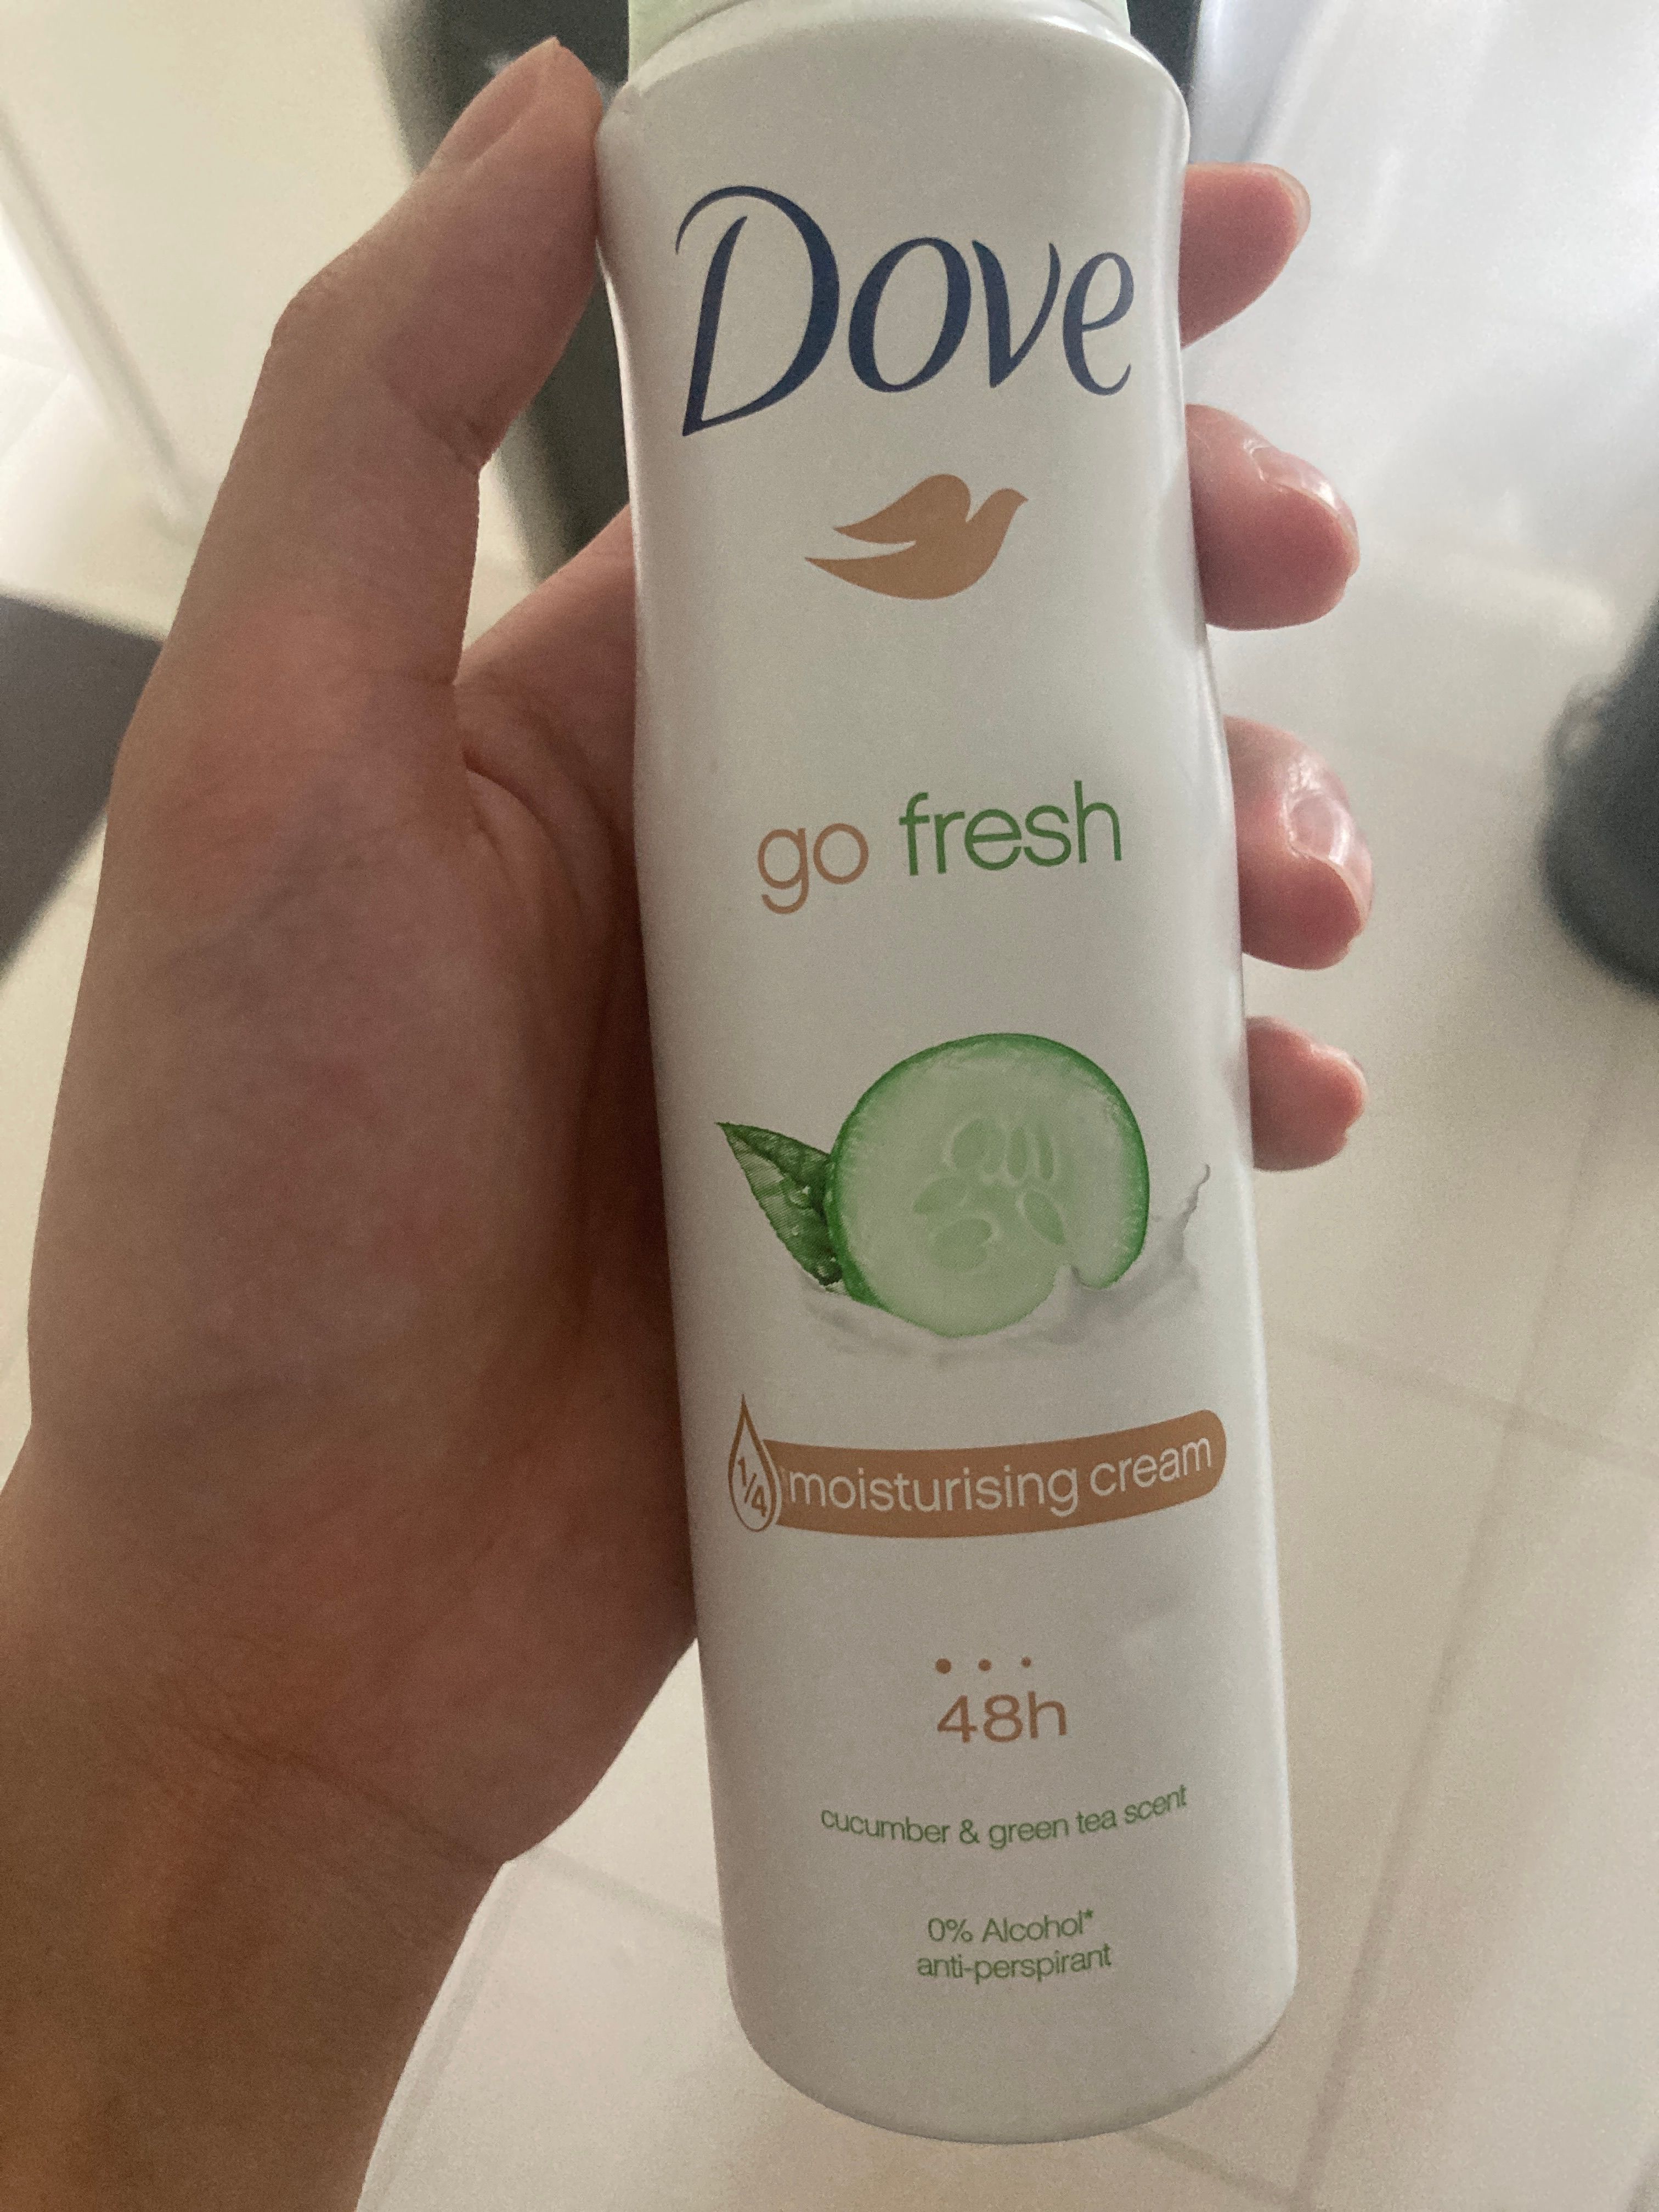 Dove
go fresh
1/4 moisturising cream
48h
cucumber & green tea scent
0% Alcohol*
anti-perspirant